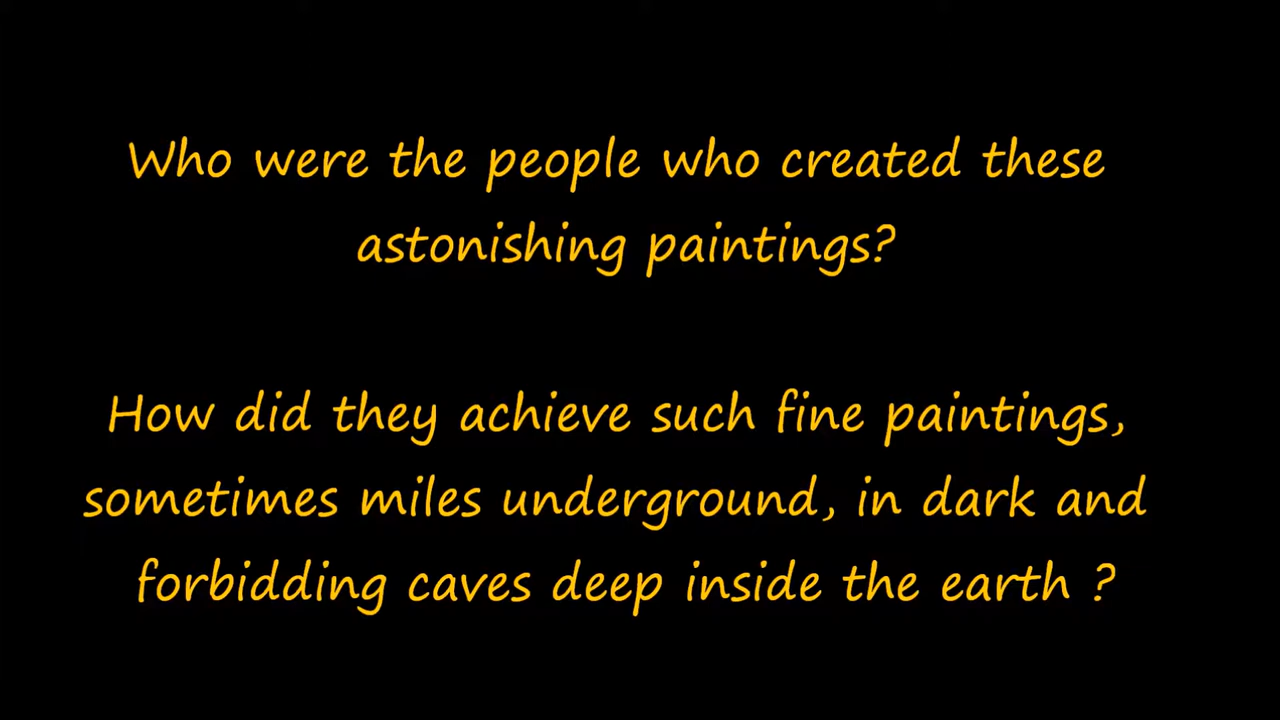 Who were the people who created these
astonishing paintings?
How did they achieve such fine paintings,
sometimes miles underground, in dark and
forbidding caves deep inside the earth ?